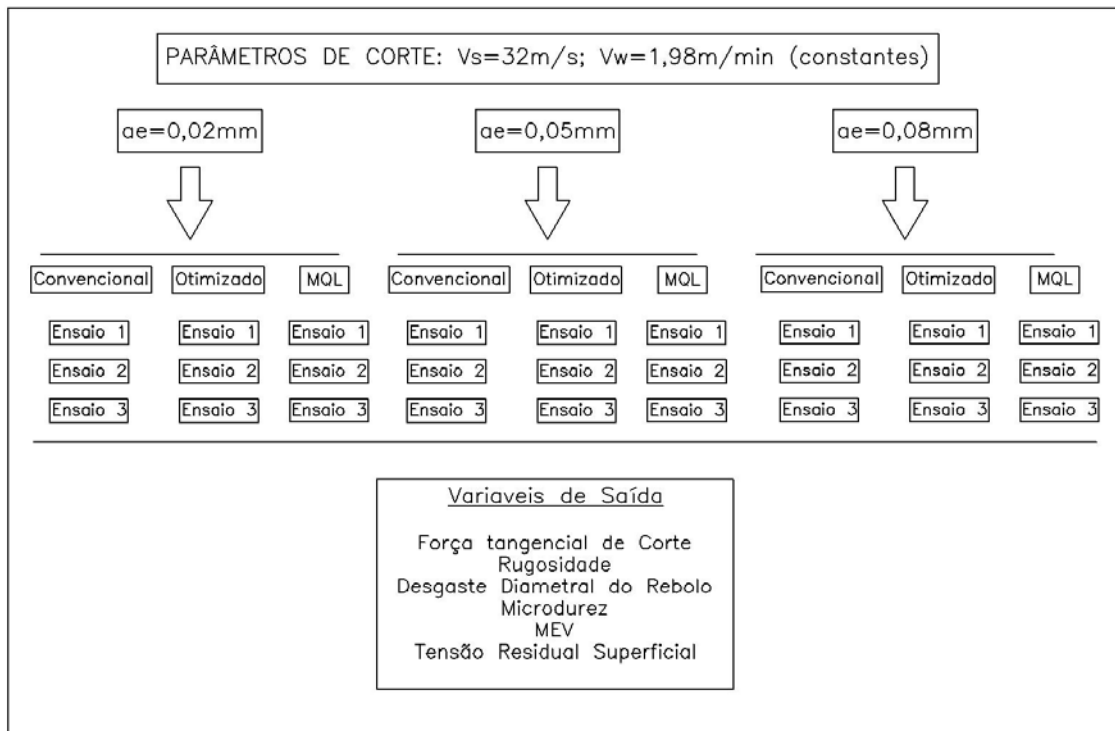 PARÂMETROS DE CORTE: Vs=32m/s; Vw=1,98m/min (constantes)
ae=0,02mm ae=0,05mm ae=0,08mm
Convencional Otimizado MQL Convencional Otimizado MQL Convencional Otimizado MQL
Ensaio 1 Ensaio 1 Ensaio 1 Ensaio 1 Ensaio 1 Ensaio 1 Ensaio 1 Ensaio 1 Ensaio 1
Ensaio 2 Ensaio 2 Ensaio 2 Ensaio 2 Ensaio 2 Ensaio 2 Ensaio 2 Ensaio 2 Ensaio 2
Ensaio 3 Ensaio 3 Ensaio 3 Ensaio 3 Ensaio 3 Ensaio 3 Ensaio 3 Ensaio 3 Ensaio 3
Variaveis de Saída
Força tangencial de Corte
Rugosidade
Desgaste Diametral do Rebolo
Microdurez
MEV
Tensão Residual Superficial